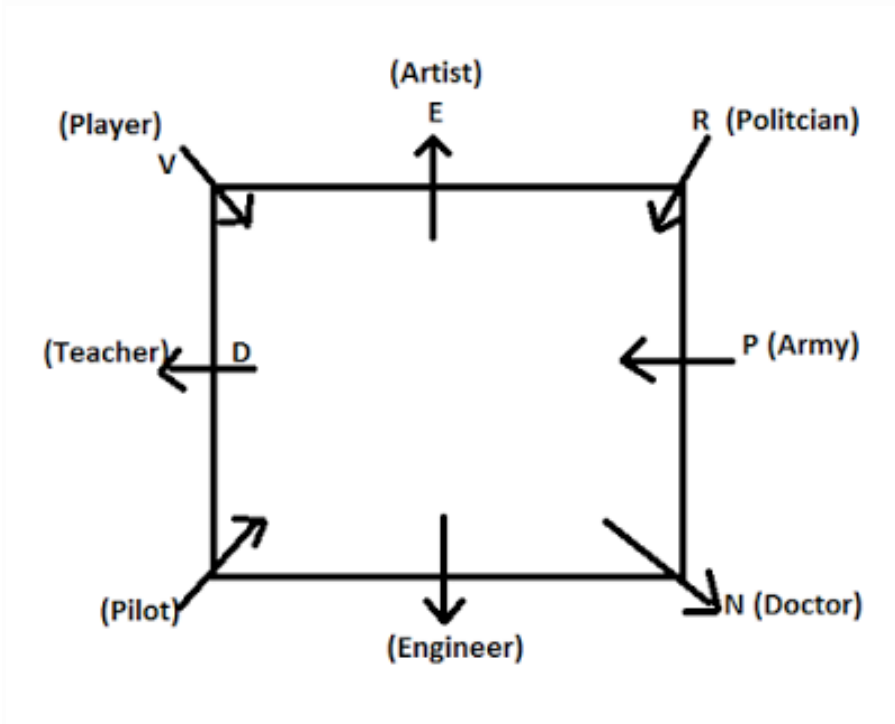 (Artist)
E
(Player)
V
R (Politcian)
(Teacher)
D
P (Army)
(Pilot)
(Engineer)
N (Doctor)